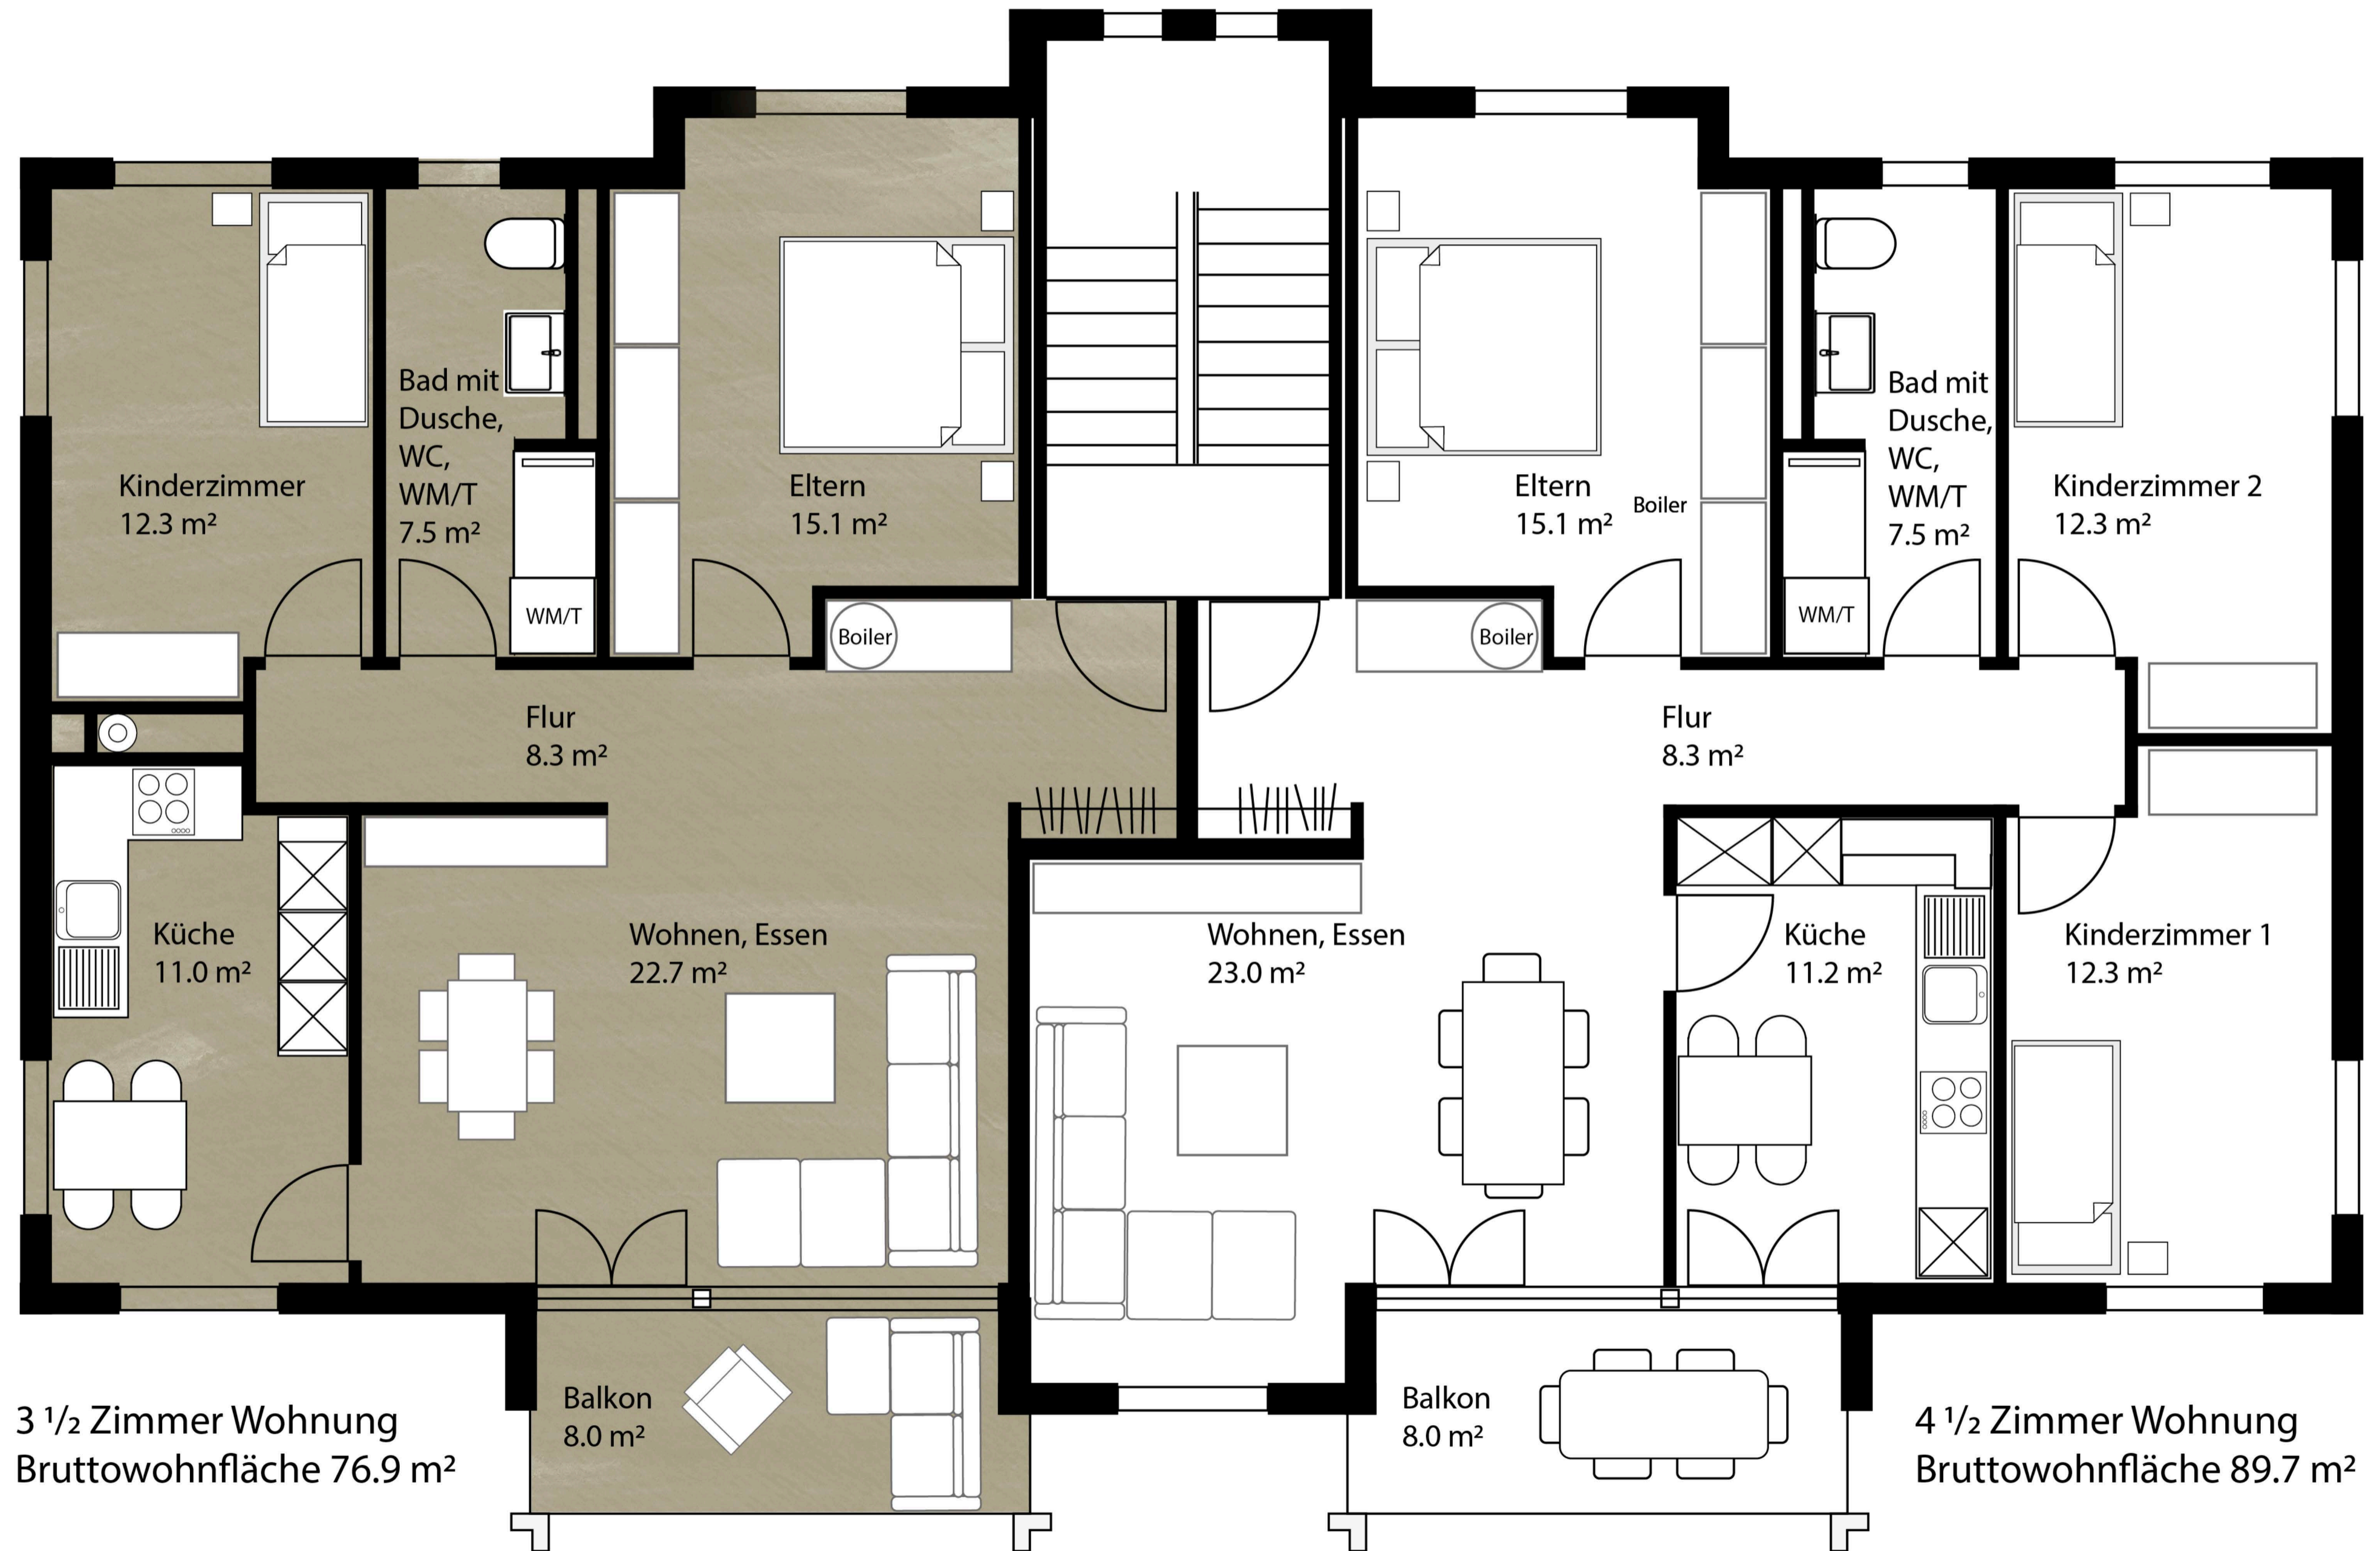 Kinderzimmer
12.3 m²
Bad mit
Dusche,
WC,
WM/T
7.5 m²
WM/T
Eltern
15.1 m²
Boiler
Flur
8.3 m²
Küche
11.0 m²
Wohnen, Essen
22.7 m²
Balkon
8.0 m²
3 ½ Zimmer Wohnung
Bruttowohnfläche 76.9 m²
Eltern
15.1 m²
Boiler
Boiler
Bad mit
Dusche,
WC,
WM/T
7.5 m²
WM/T
Kinderzimmer 2
12.3 m²
Flur
8.3 m²
Wohnen, Essen
23.0 m²
Küche
11.2 m²
Kinderzimmer 1
12.3 m²
Balkon
8.0 m²
4 ½ Zimmer Wohnung
Bruttowohnfläche 89.7 m²